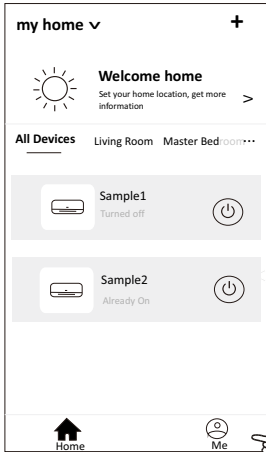 my home
Welcome home
Set your home location, get more
information
All Devices Living Room Master Bedroom
Sample1
Turned off
Sample2
Already On
Home Me